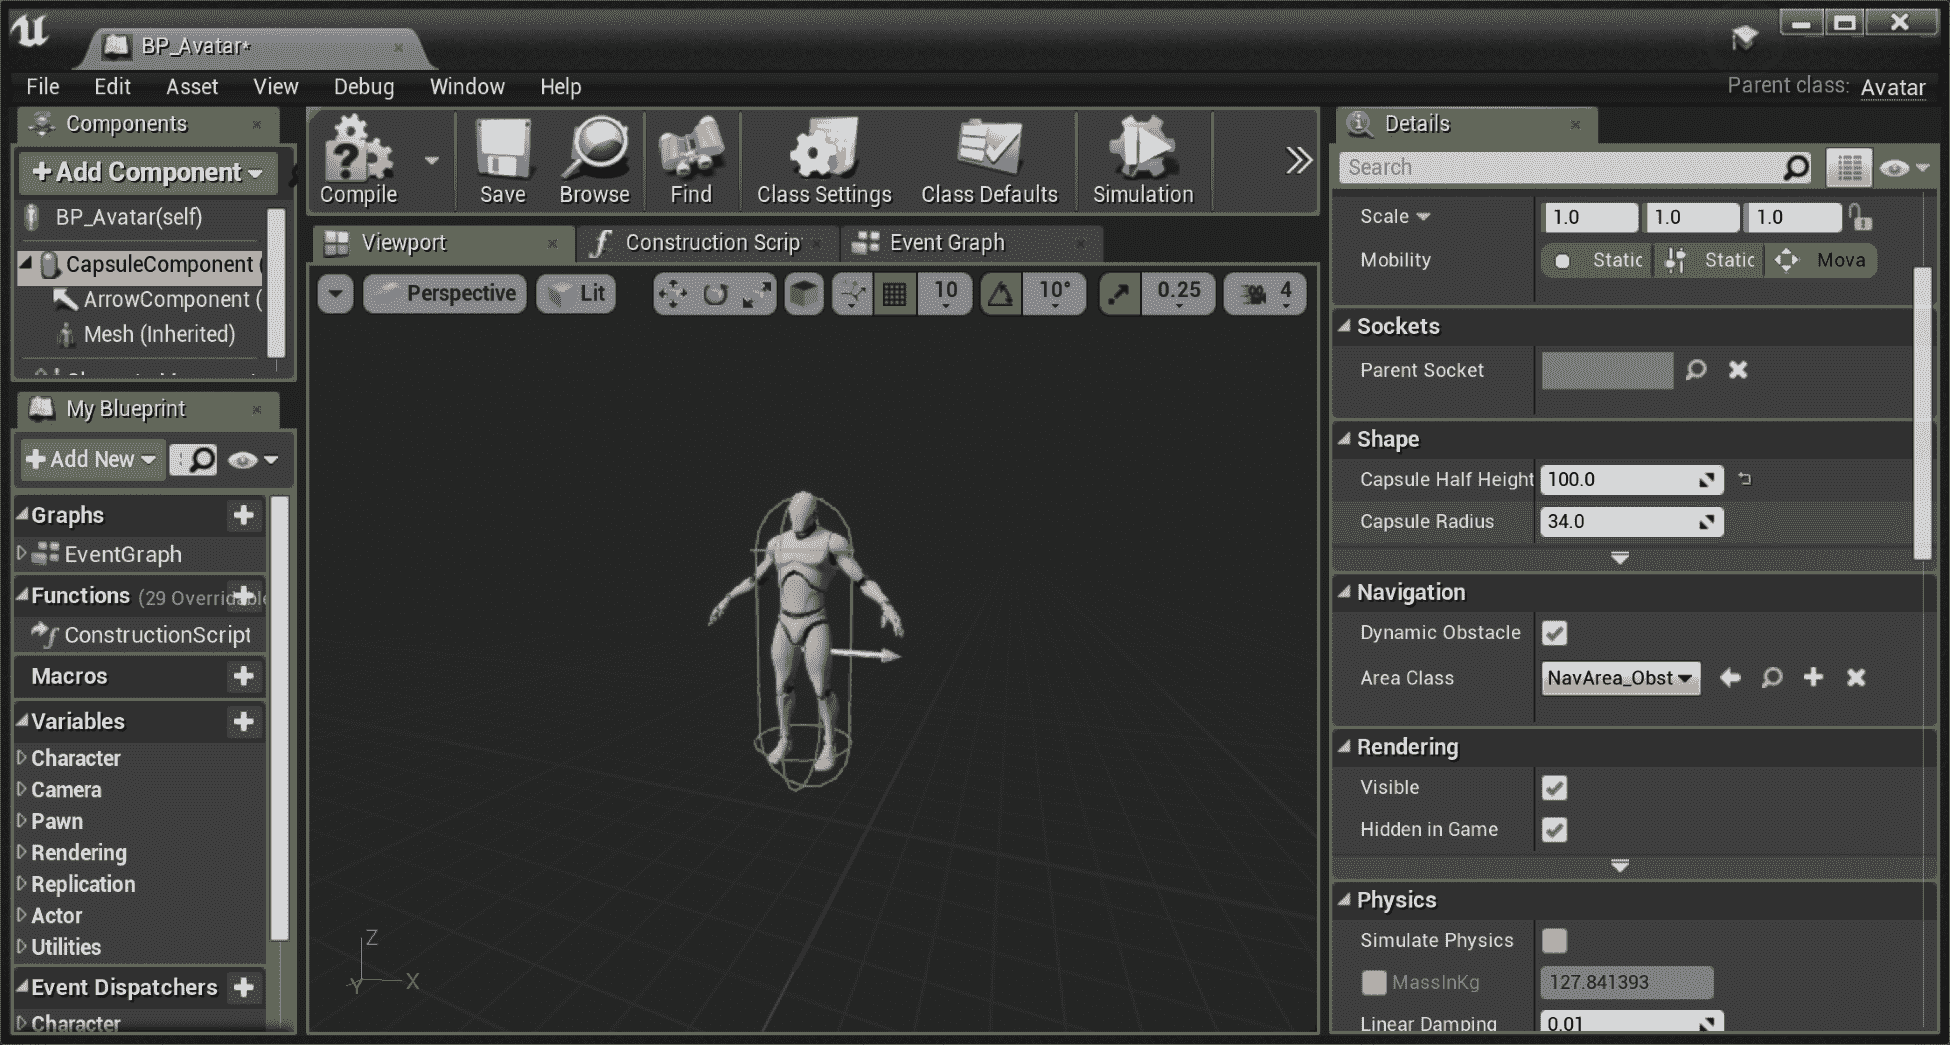 BP_Avatar*
File Edit Asset View Debug Window Help
Parent class: Avatar
Components
+Add Component
BP_Avatar(self)
CapsuleComponent (
ArrowComponent (
Mesh (Inherited)
My Blueprint
+Add New
Graphs
EventGraph
Functions (29 Overridable
ConstructionScript
Macros
Variables
Character
Camera
Pawn
Rendering
Replication
Actor
Utilities
Event Dispatchers
Character
Compile Save Browse Find Class Settings Class Defaults Simulation
Viewport Construction Scrip Event Graph
Perspective Lit 10 10° 0.25 4
Z
Y X
Details
Search
Scale 1.0 1.0 1.0
Mobility Static Static Mova
Sockets
Parent Socket
Shape
Capsule Half Height 100.0
Capsule Radius 34.0
Navigation
Dynamic Obstacle
Area Class NavArea_Obst
Rendering
Visible
Hidden in Game
Physics
Simulate Physics
MassInKg 127.841393
Linear Damping 0.01